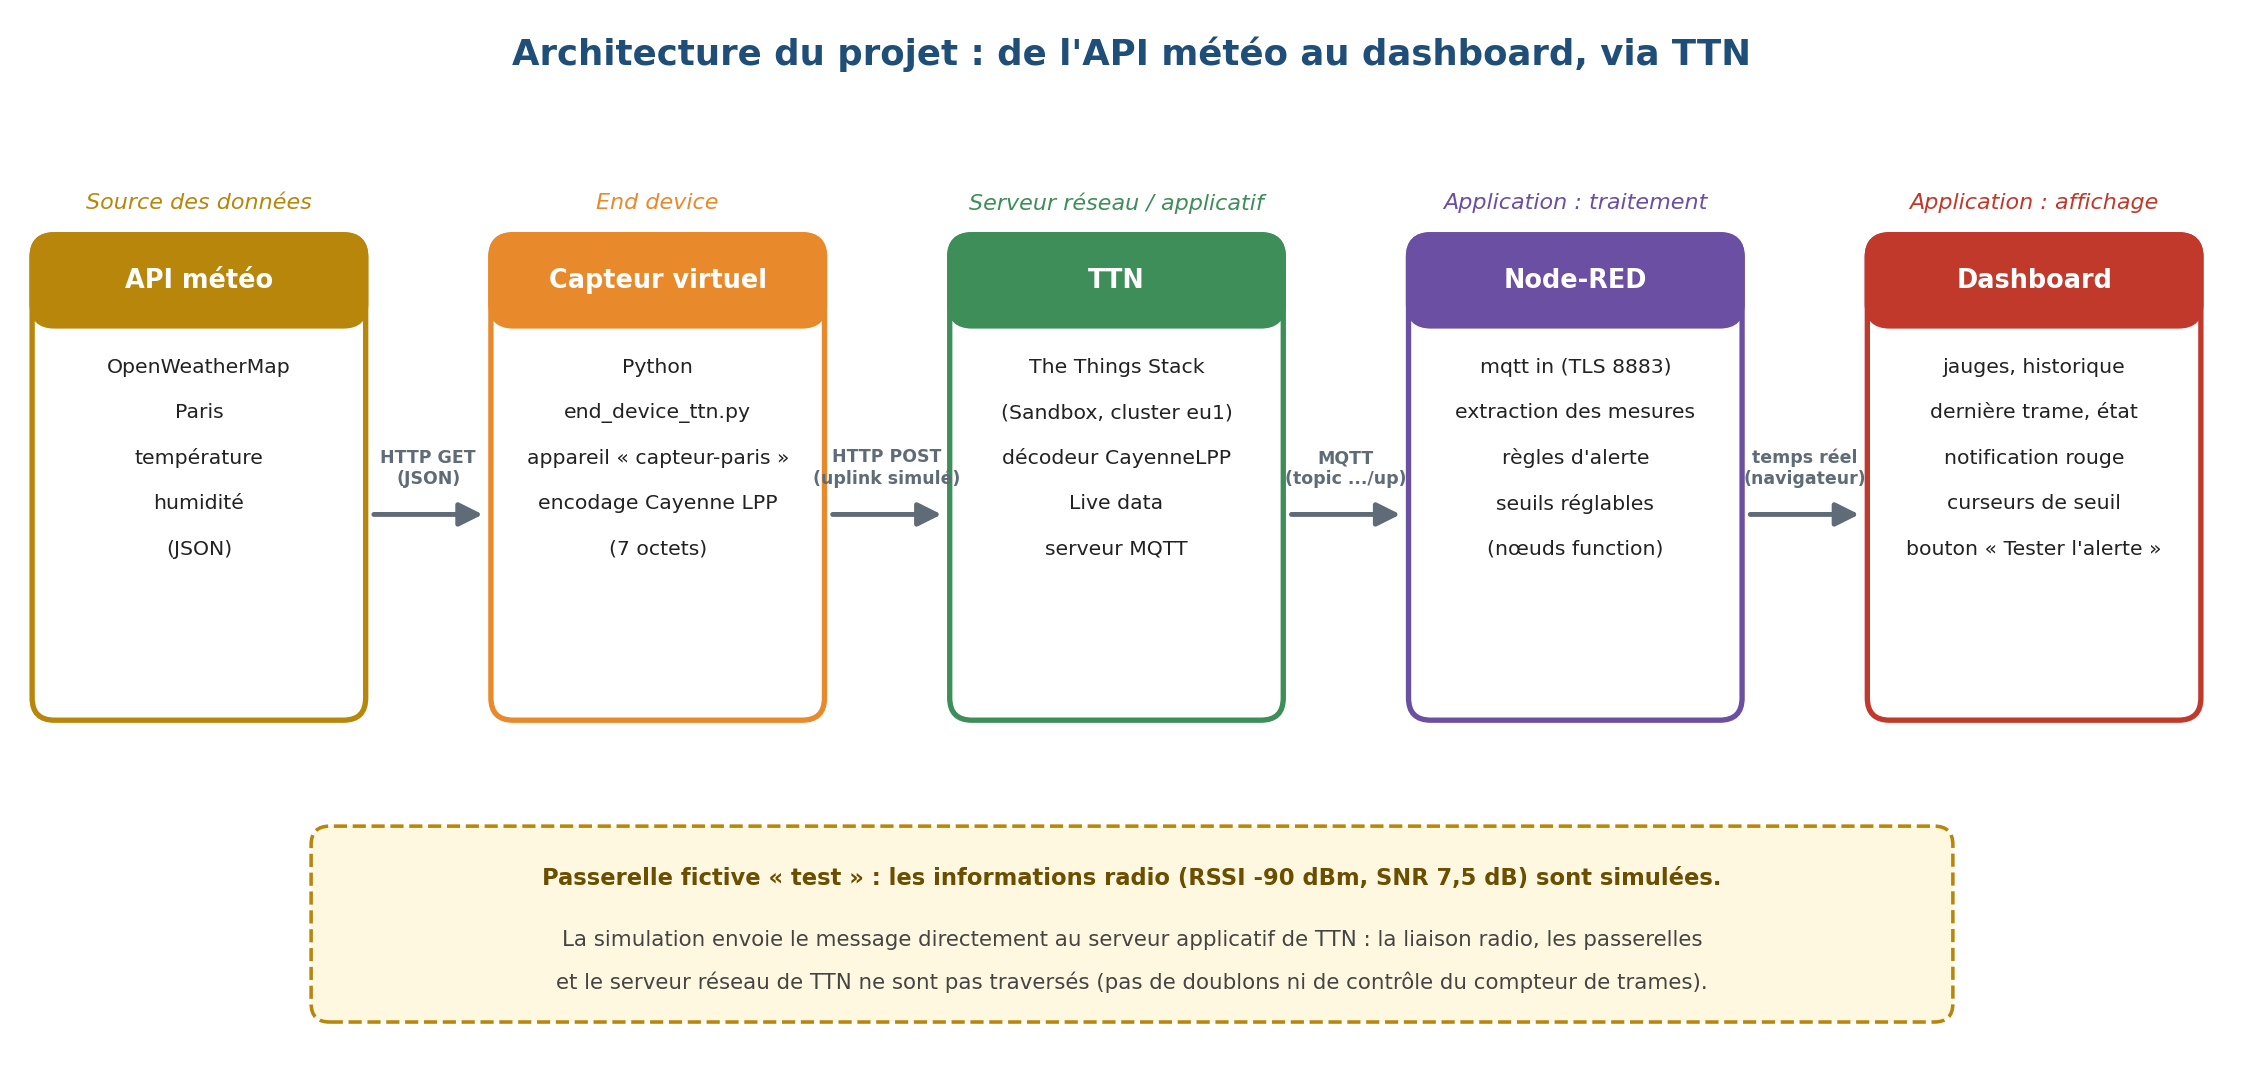 Architecture du projet : de l'API météo au dashboard, via TTN
Source des données
API météo
OpenWeatherMap
Paris
température
humidité
(JSON)
HTTP GET
(JSON)
End device
Capteur virtuel
Python
end_device_ttn.py
appareil « capteur-paris »
encodage Cayenne LPP
(7 octets)
HTTP POST
(uplink simulé)
Serveur réseau / applicatif
TTN
The Things Stack
(Sandbox, cluster eu1)
décodeur CayenneLPP
Live data
serveur MQTT
MQTT
(topic .../up)
Application : traitement
Node-RED
mqtt in (TLS 8883)
extraction des mesures
règles d'alerte
seuils réglables
(nœuds function)
temps réel
(navigateur)
Application : affichage
Dashboard
jauges, historique
dernière trame, état
notification rouge
curseurs de seuil
bouton « Tester l'alerte »
Passerelle fictive « test » : les informations radio (RSSI -90 dBm, SNR 7,5 dB) sont simulées.
La simulation envoie le message directement au serveur applicatif de TTN : la liaison radio, les passerelles
et le serveur réseau de TTN ne sont pas traversés (pas de doublons ni de contrôle du compteur de trames).